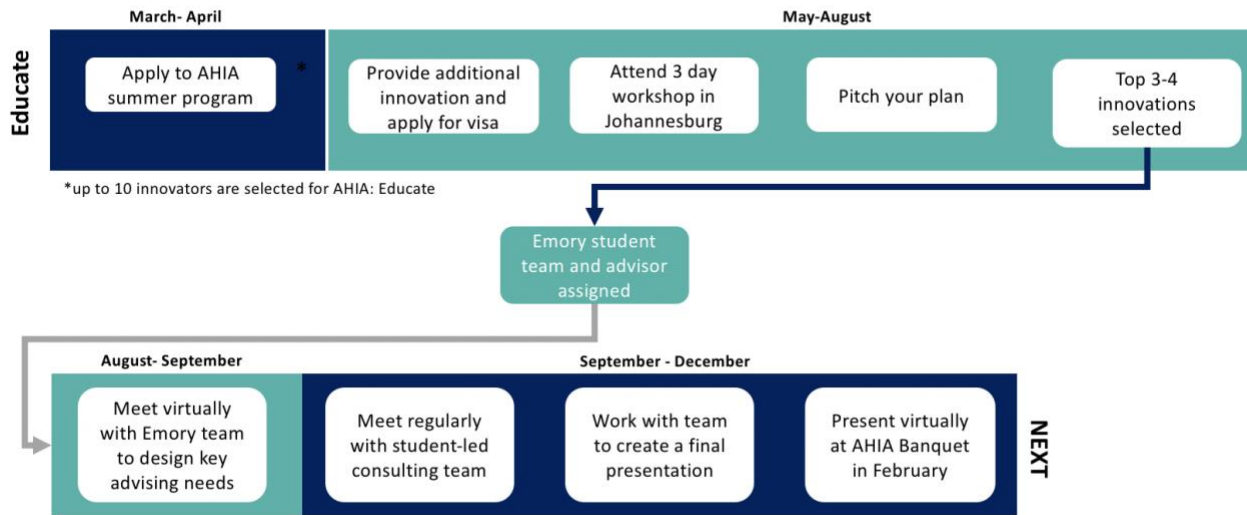 March- April
May-August
Educate
Apply to AHIA
summer program
*
Provide additional
innovation and
apply for visa
Attend 3 day
workshop in
Johannesburg
Pitch your plan
Top 3-4
innovations
selected
*up to 10 innovators are selected for AHIA: Educate
Emory student
team and advisor
assigned
August- September
September - December
Meet virtually
with Emory team
to design key
advising needs
Meet regularly
with student-led
consulting team
Work with team
to create a final
presentation
Present virtually
at AHIA Banquet
in February
NEXT